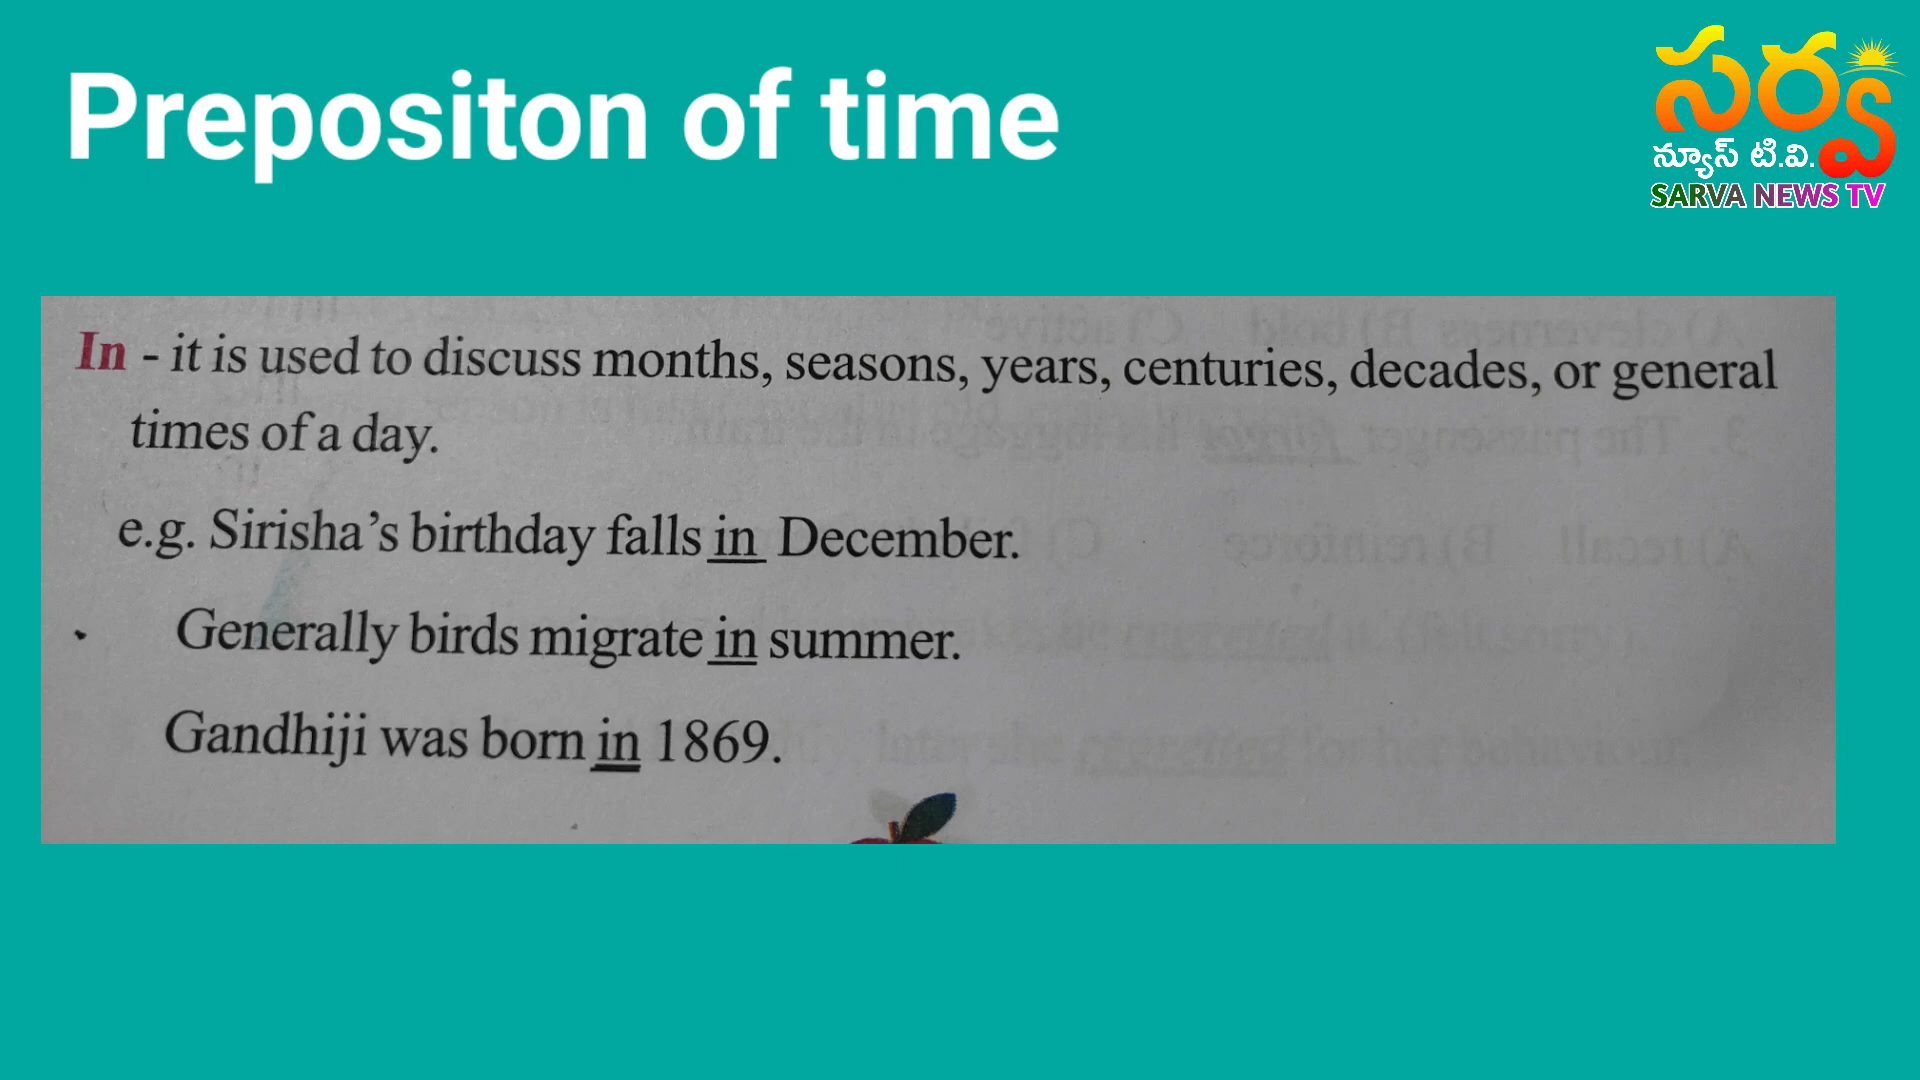 Prepositon of time
సర్వ
న్యూస్ టి.వి.
SARVA NEWS TV
In - it is used to discuss months, seasons, years, centuries, decades, or general
times of a day.
e.g. Sirisha’s birthday falls in December.
Generally birds migrate in summer.
Gandhiji was born in 1869.